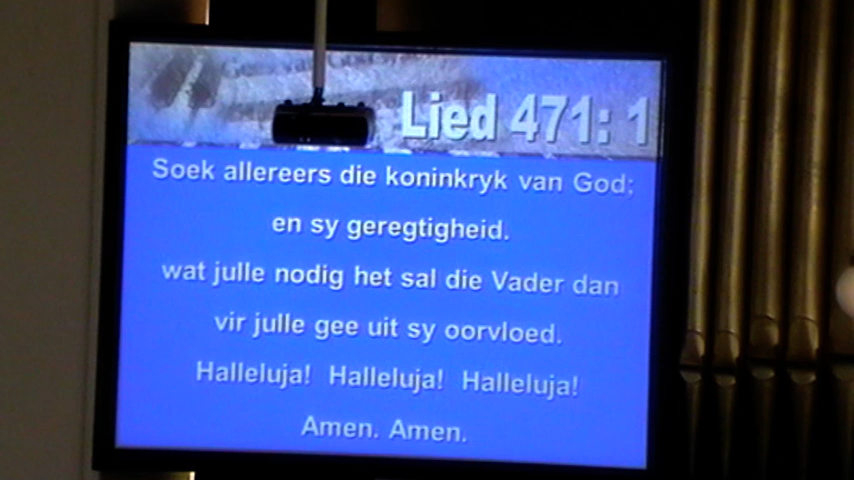 Lied 471: 1
Soek allereers die koninkryk van God;
en sy geregtigheid.
wat julle nodig het sal die Vader dan
vir julle gee uit sy oorvloed.
Halleluja! Halleluja! Halleluja!
Amen. Amen.